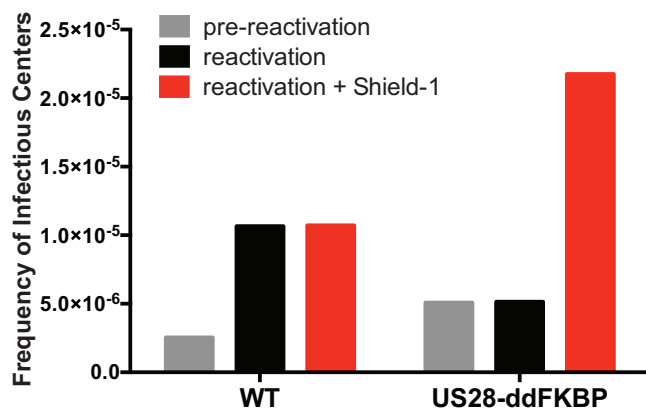 Frequency of Infectious Centers
2.5×10⁻⁵
2.0×10⁻⁵
1.5×10⁻⁵
1.0×10⁻⁵
5.0×10⁻⁶
0.0
pre-reactivation
reactivation
reactivation + Shield-1
WT
US28-ddFKBP